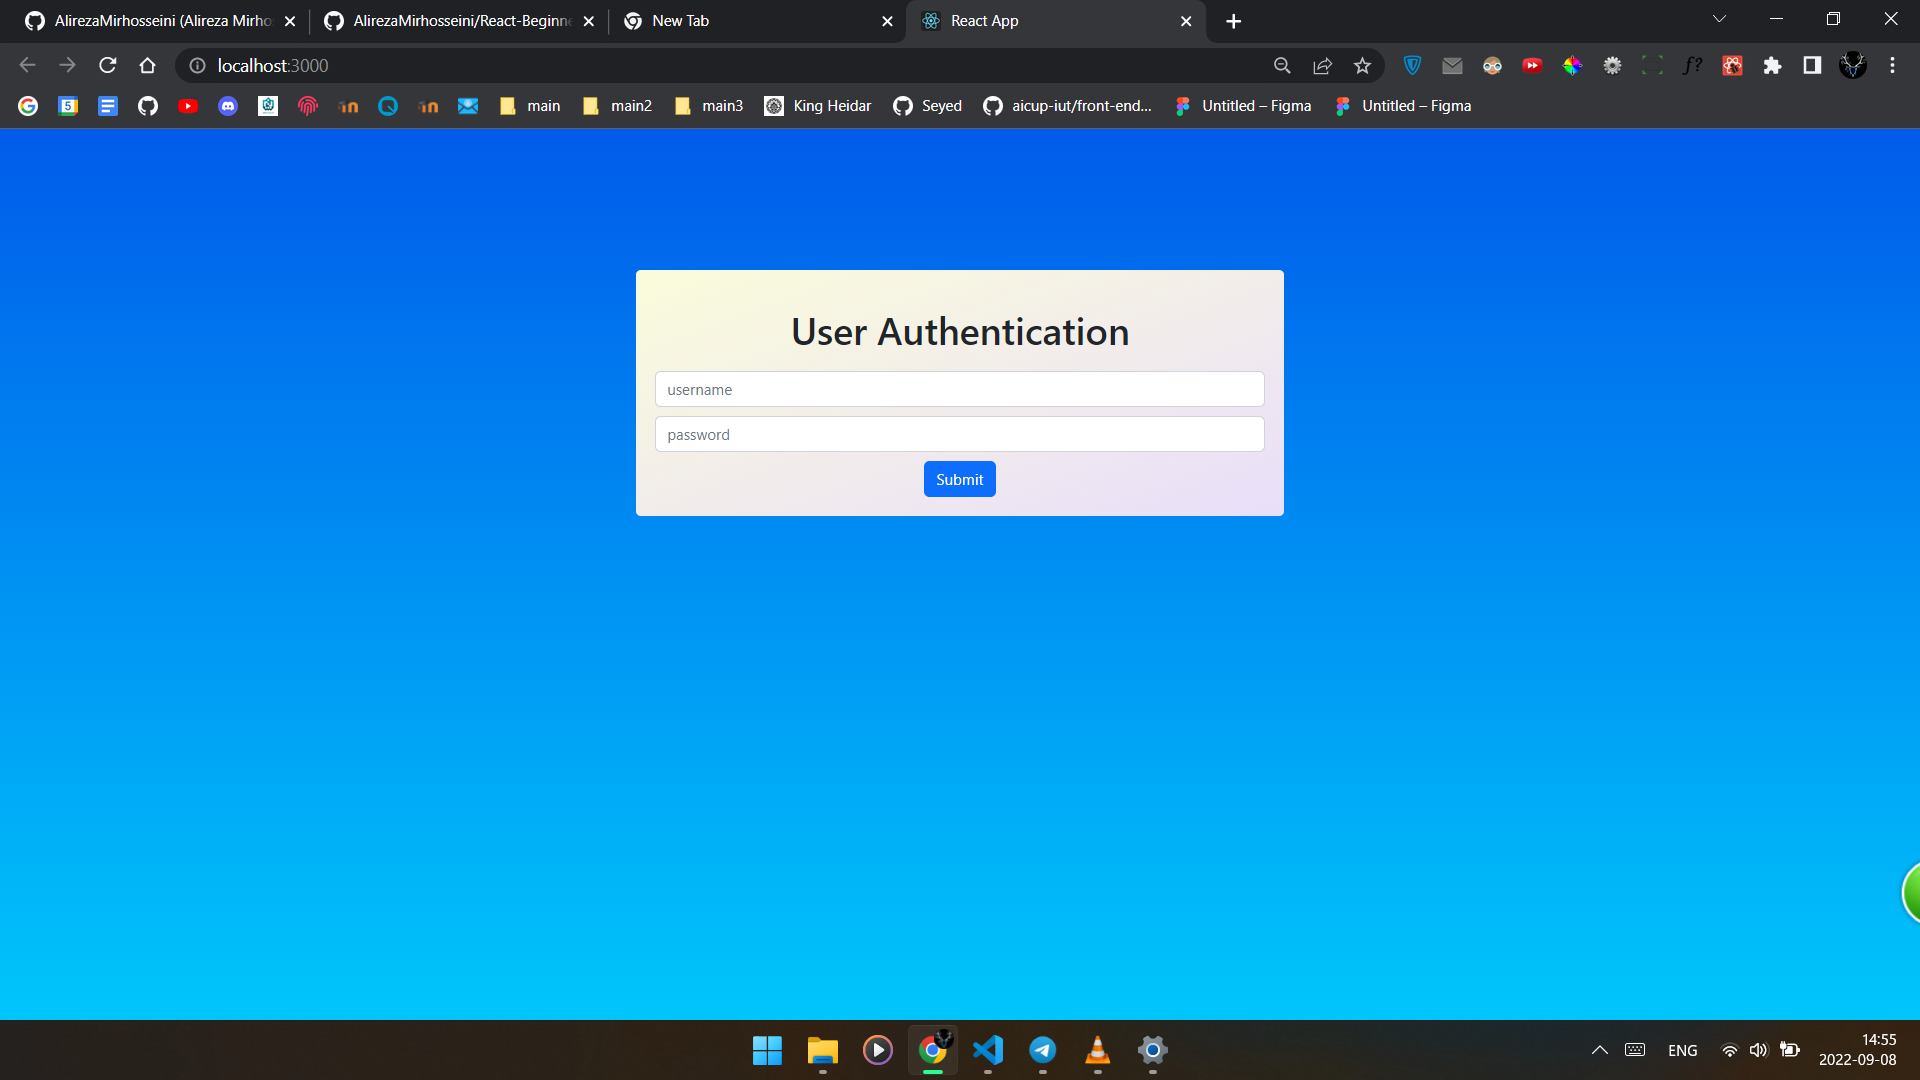 AlirezaMirhosseini (Alireza Mirho
AlirezaMirhosseini/React-Beginne
New Tab
React App
localhost:3000
main
main2
main3
King Heidar
Seyed
aicup-iut/front-end...
Untitled – Figma
Untitled – Figma
User Authentication
username
password
Submit
ENG
14:55
2022-09-08